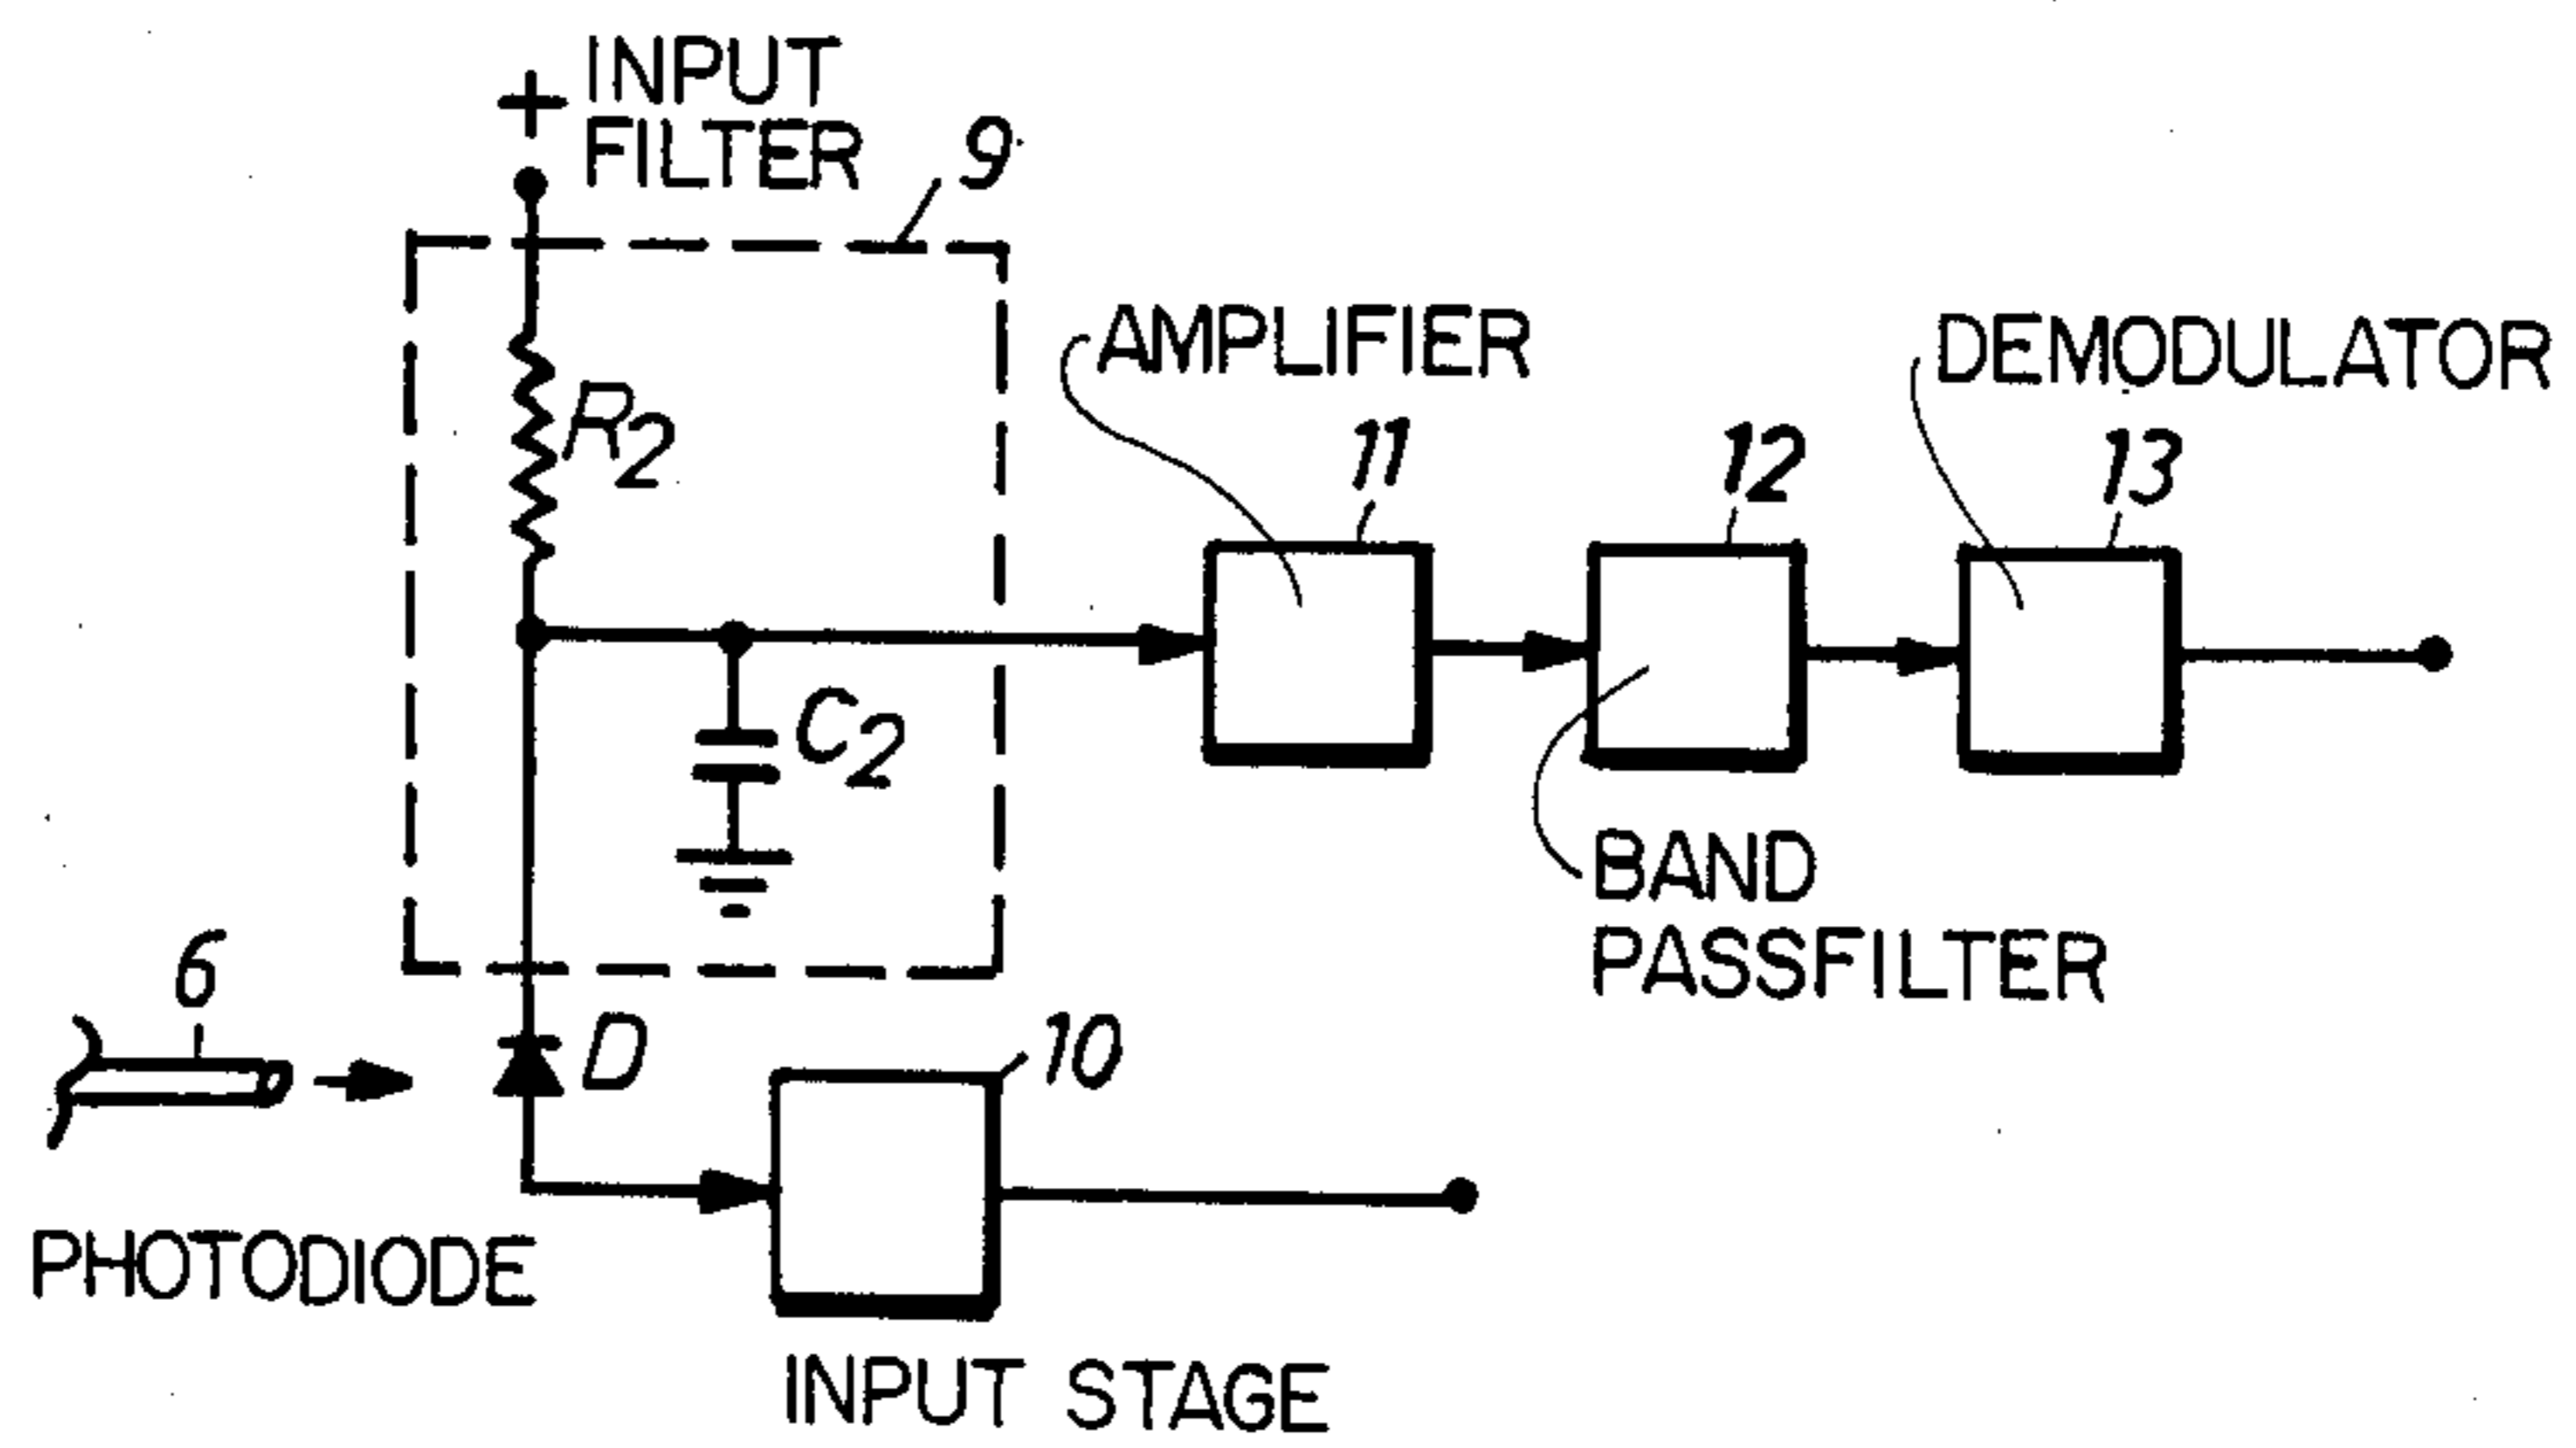 + INPUT
FILTER 9
R2
AMPLIFIER
DEMODULATOR
11
12
13
C2
BAND
PASSFILTER
6
D
10
PHOTODIODE
INPUT STAGE